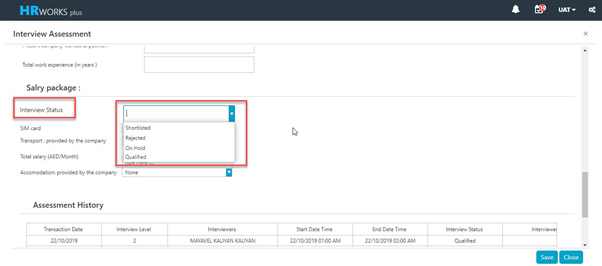 HRWORKS plus
10
UAT
Interview Assessment
Present company worked to position
Total work experience (in years )
Salry package :
Interview Status
Shortlisted
Rejected
On Hold
Qualified
SIM card
Transport : provided by the company
Total salary (AED/Month)
Accomodation: provided by the company None
Assessment History
Transaction Date Interview Level Interviewers Start Date Time End Date Time Interview Status Interviewer
22/10/2019 2 MAYAVEL KALIYAN KALIYAN 22/10/2019 01:00 AM 22/10/2019 02:00 AM Qualified
Save Close